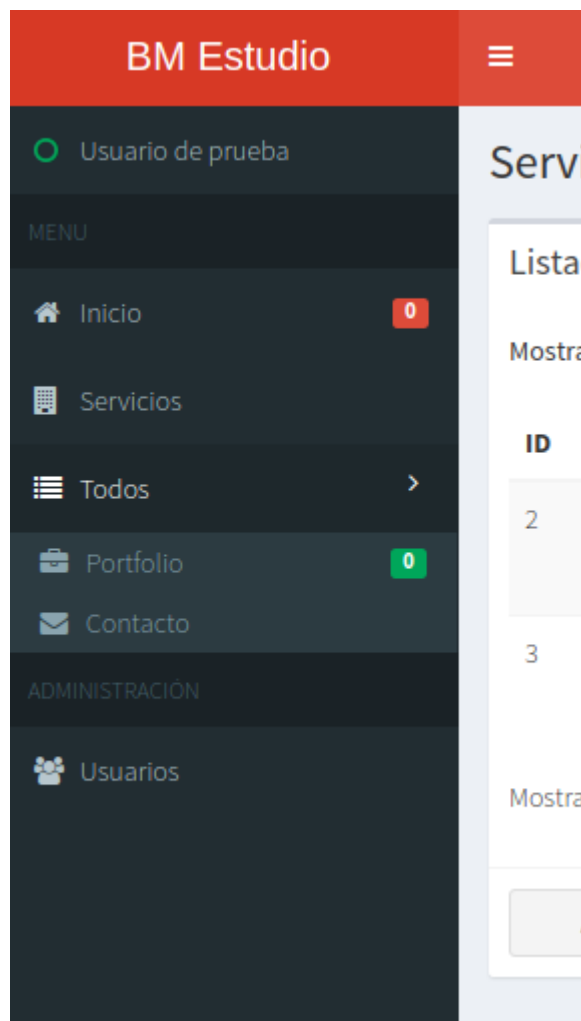 BM Estudio
Usuario de prueba
MENU
Inicio 0
Servicios
Todos
Portfolio 0
Contacto
ADMINISTRACIÓN
Usuarios
Servi
Lista
Mostra
ID
2
3
Mostra